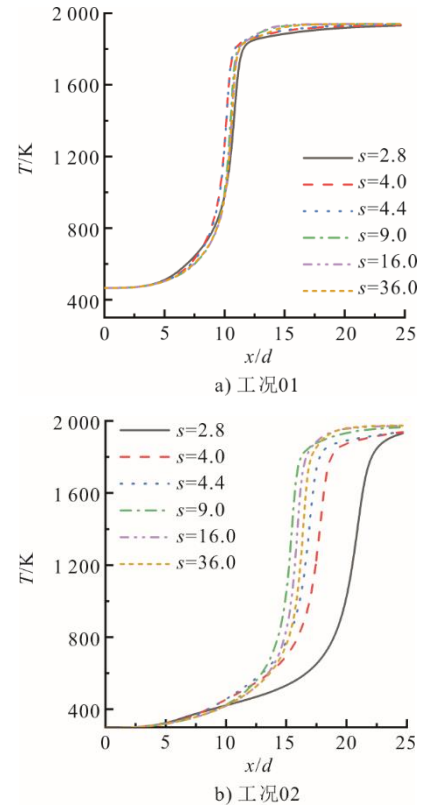 2 000
1 600
1 200
800
400
T/K
s=2.8
s=4.0
s=4.4
s=9.0
s=16.0
s=36.0
0 5 10 15 20 25
x/d
a) 工况01
2 000
1 600
1 200
800
400
T/K
s=2.8
s=4.0
s=4.4
s=9.0
s=16.0
s=36.0
0 5 10 15 20 25
x/d
b) 工况02